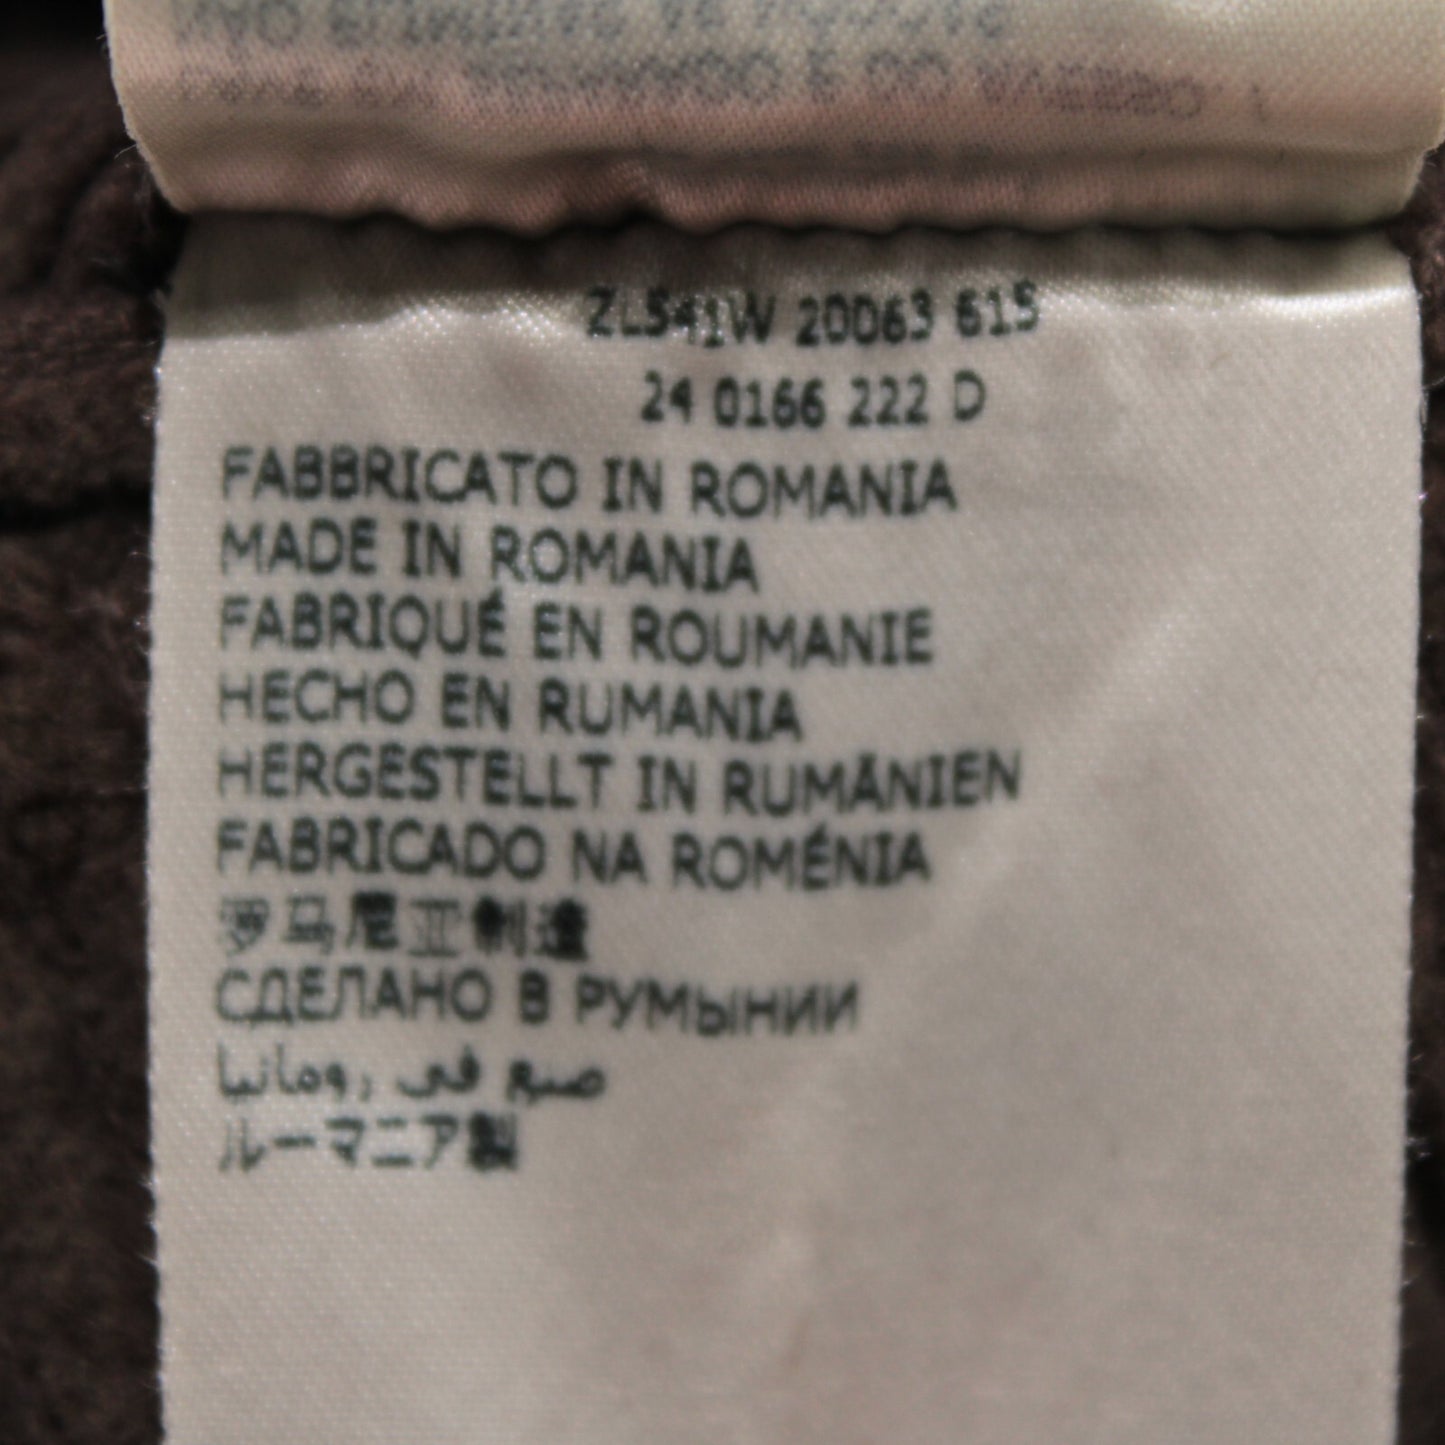 ZL541W 20063 615
24 0166 222 D
FABBRICATO IN ROMANIA
MADE IN ROMANIA
FABRIQUÉ EN ROUMANIE
HECHO EN RUMANIA
HERGESTELLT IN RUMÄNIEN
FABRICADO NA ROMÉNIA
罗马尼亚制造
СДЕЛАНО В РУМЫНИИ
صنع في رومانيا
ルーマニア製